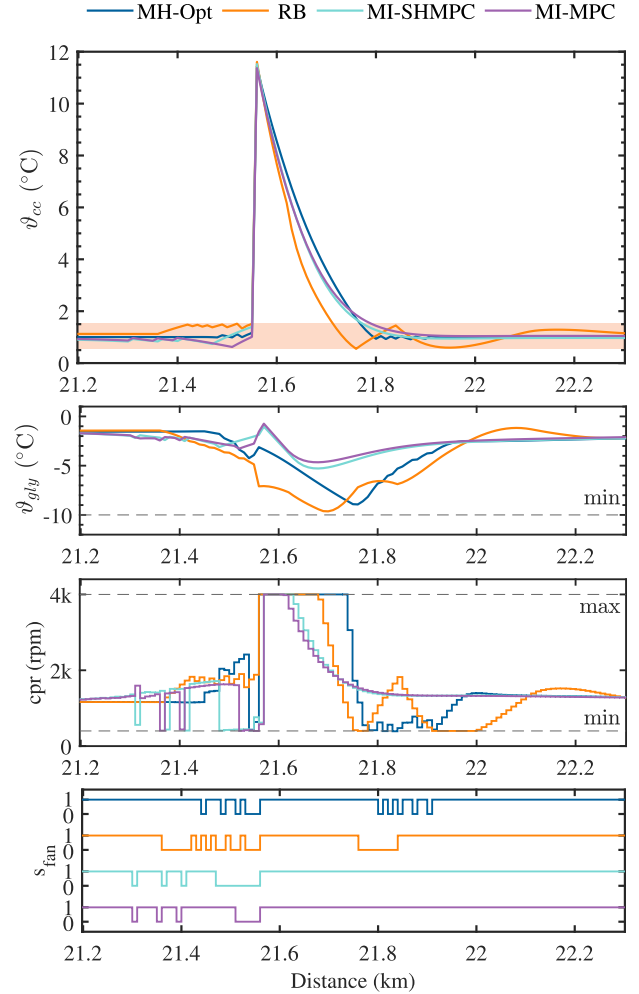 MH-Opt RB MI-SHMPC MI-MPC
12
10
8
6
4
2
0
ϑcc (°C)
21.2 21.4 21.6 21.8 22 22.2
0
-5
-10
ϑgly (°C)
min
21.2 21.4 21.6 21.8 22 22.2
4k
2k
0
cpr (rpm)
max
min
21.2 21.4 21.6 21.8 22 22.2
1
0
1
0
1
0
1
0
sfan
21.2 21.4 21.6 21.8 22 22.2
Distance (km)